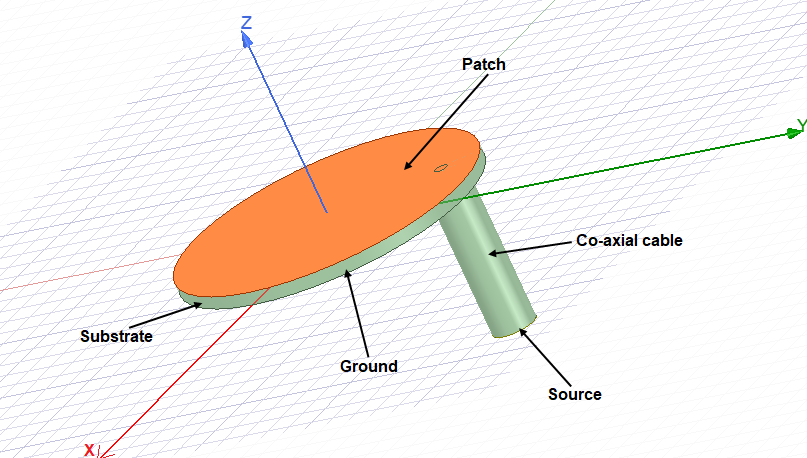 Z
Patch
Y
Co-axial cable
Substrate
Ground
Source
X